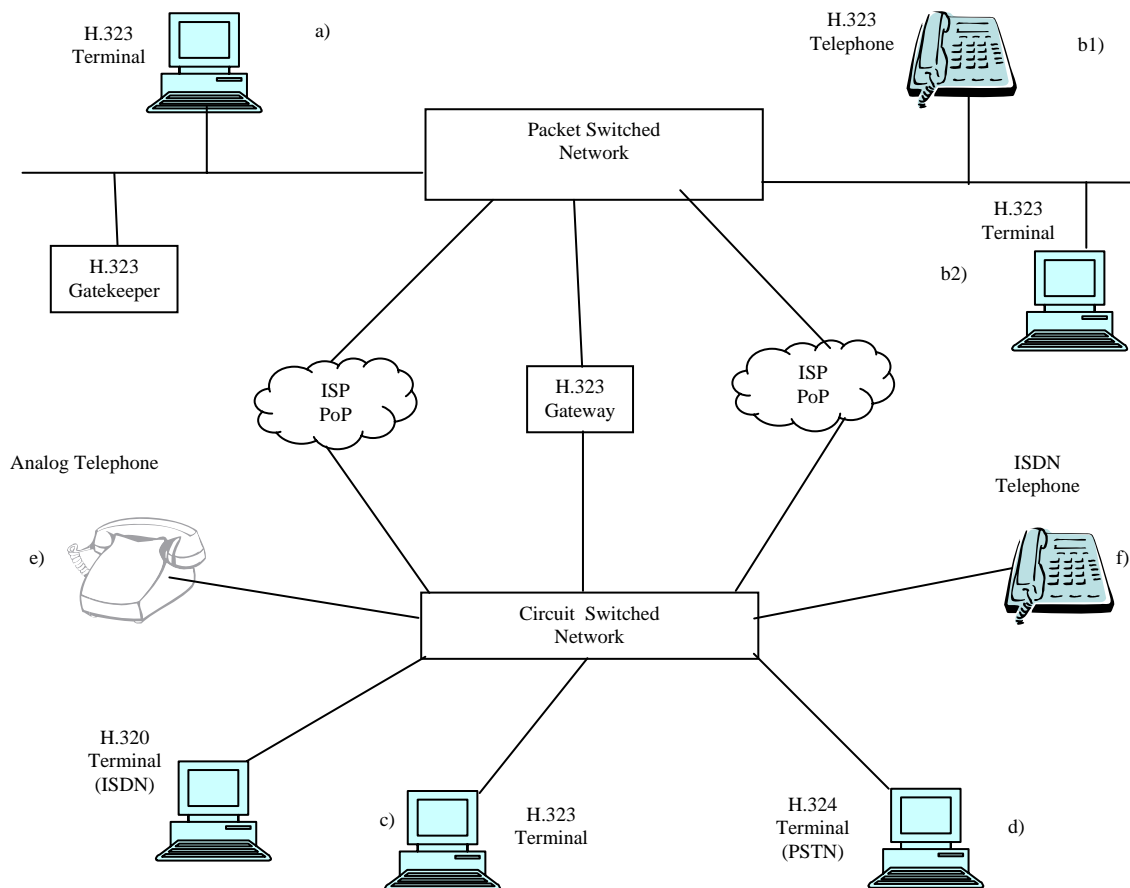 H.323
Terminal
a)
H.323
Telephone
b1)
Packet Switched
Network
H.323
Terminal
b2)
H.323
Gatekeeper
ISP
PoP
H.323
Gateway
ISP
PoP
Analog Telephone
ISDN
Telephone
e)
f)
Circuit Switched
Network
H.320
Terminal
(ISDN)
c)
H.323
Terminal
H.324
Terminal
(PSTN)
d)